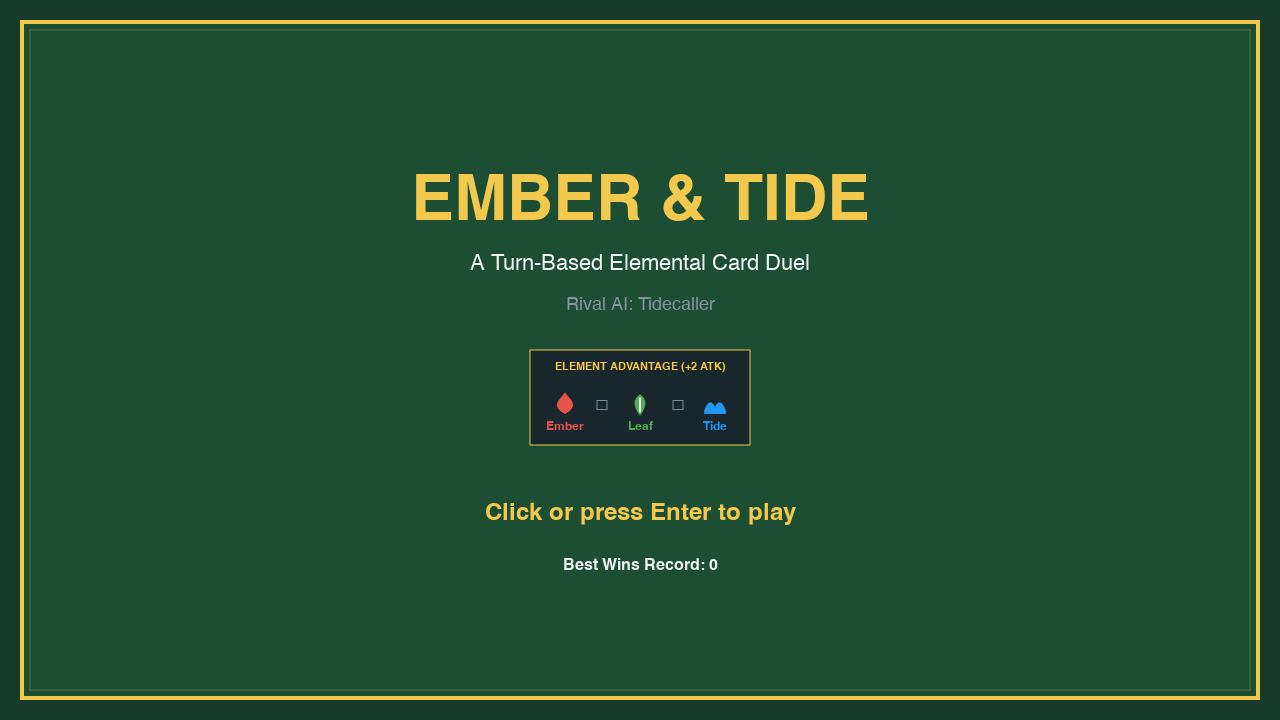 EMBER & TIDE
A Turn-Based Elemental Card Duel
Rival AI: Tidecaller
ELEMENT ADVANTAGE (+2 ATK)
Ember □ Leaf □ Tide
Click or press Enter to play
Best Wins Record: 0